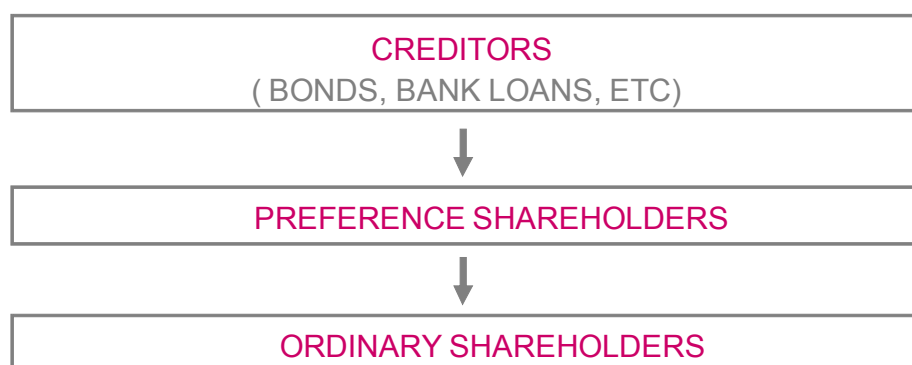 CREDITORS
( BONDS, BANK LOANS, ETC)
PREFERENCE SHAREHOLDERS
ORDINARY SHAREHOLDERS